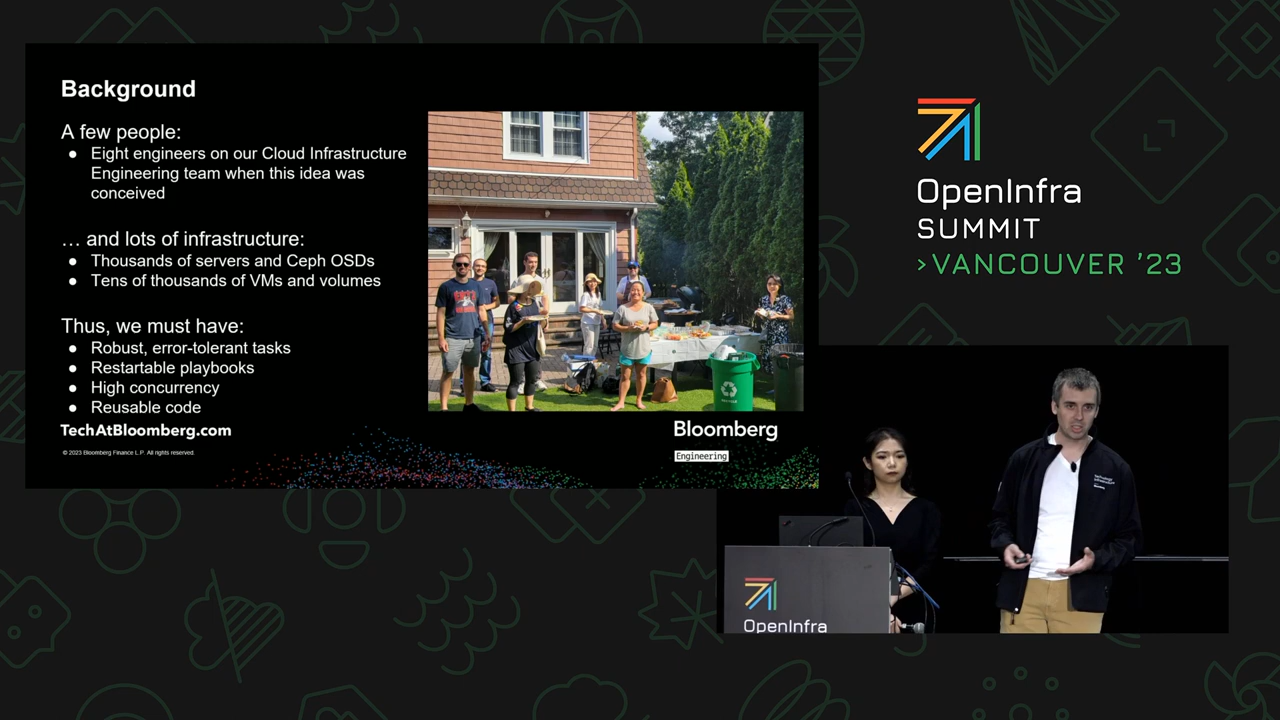 Background
A few people:
● Eight engineers on our Cloud Infrastructure
Engineering team when this idea was
conceived
… and lots of infrastructure:
● Thousands of servers and Ceph OSDs
● Tens of thousands of VMs and volumes
Thus, we must have:
● Robust, error-tolerant tasks
● Restartable playbooks
● High concurrency
● Reusable code
TechAtBloomberg.com
© 2023 Bloomberg Finance L.P. All rights reserved.
Bloomberg
Engineering
OpenInfra
SUMMIT
>VANCOUVER '23
OpenInfra